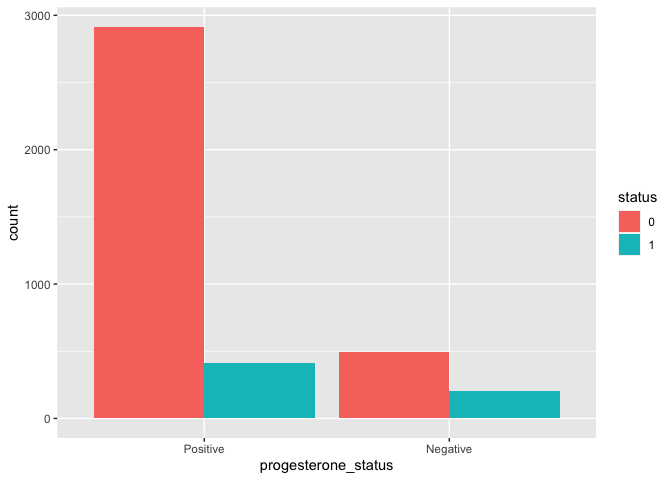 3000
2000
1000
0
count
Positive
Negative
progesterone_status
status
0
1